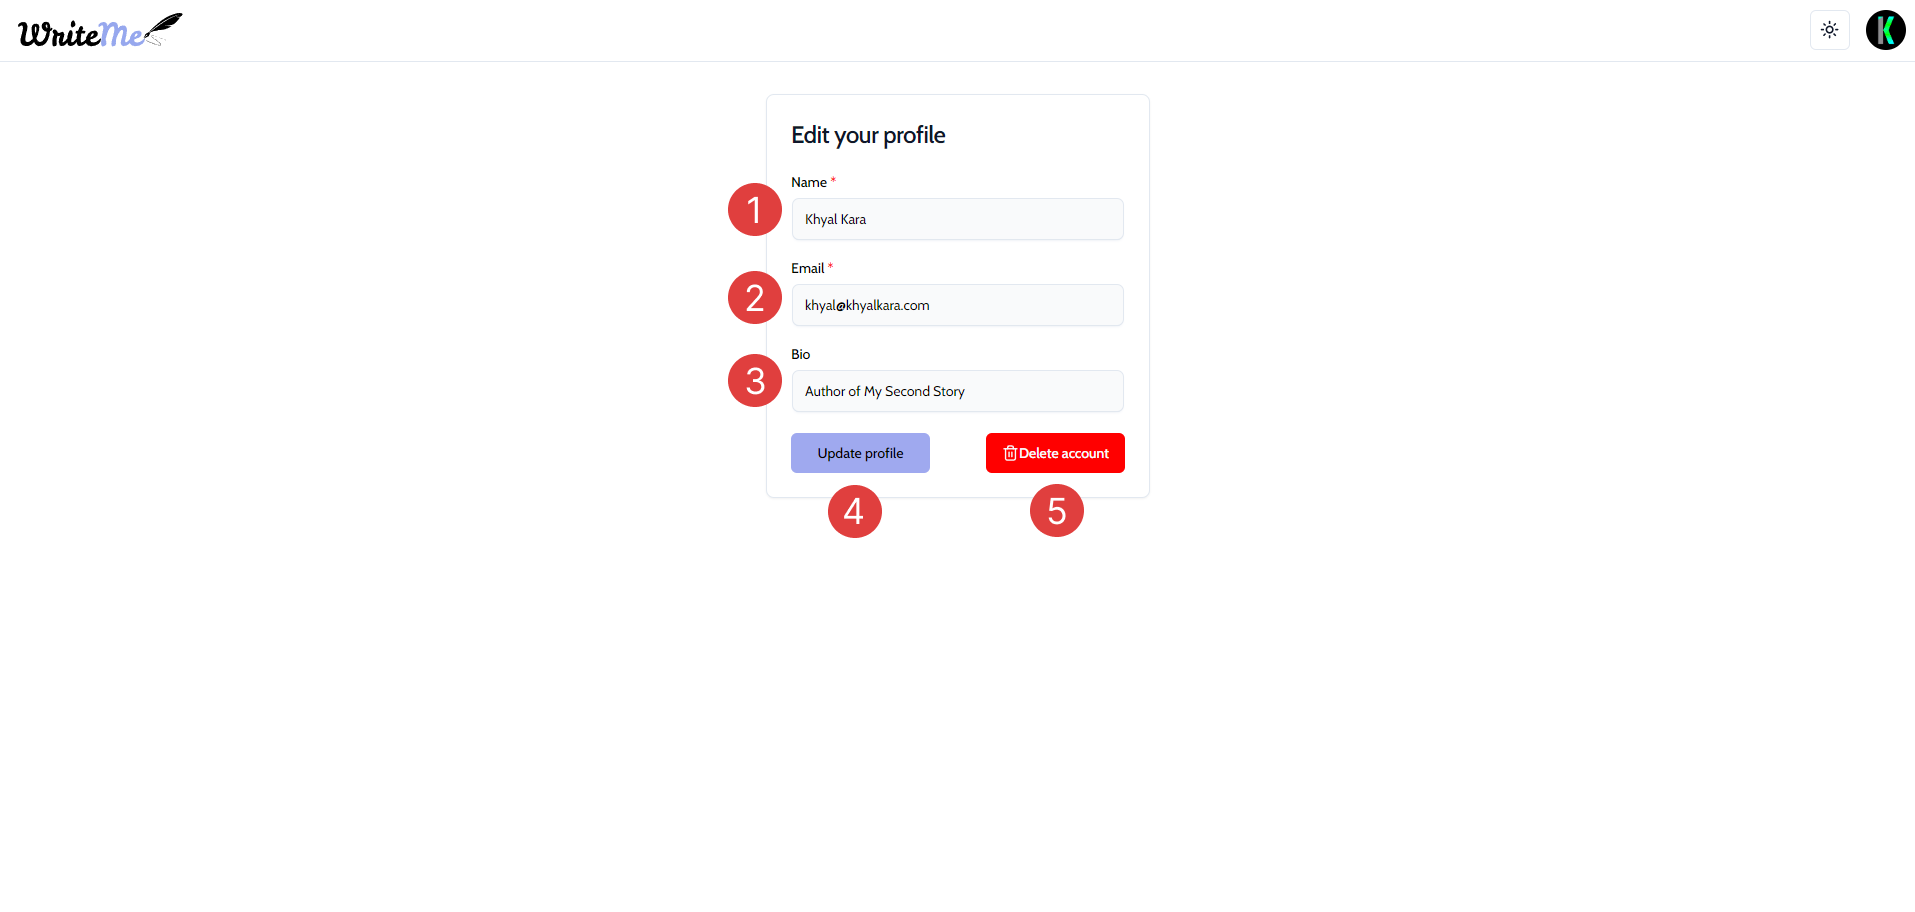 WriteMe
K
Edit your profile
Name *
1
Khyal Kara
Email *
2
khyal@khyalkara.com
Bio
3
Author of My Second Story
Update profile
Delete account
4
5